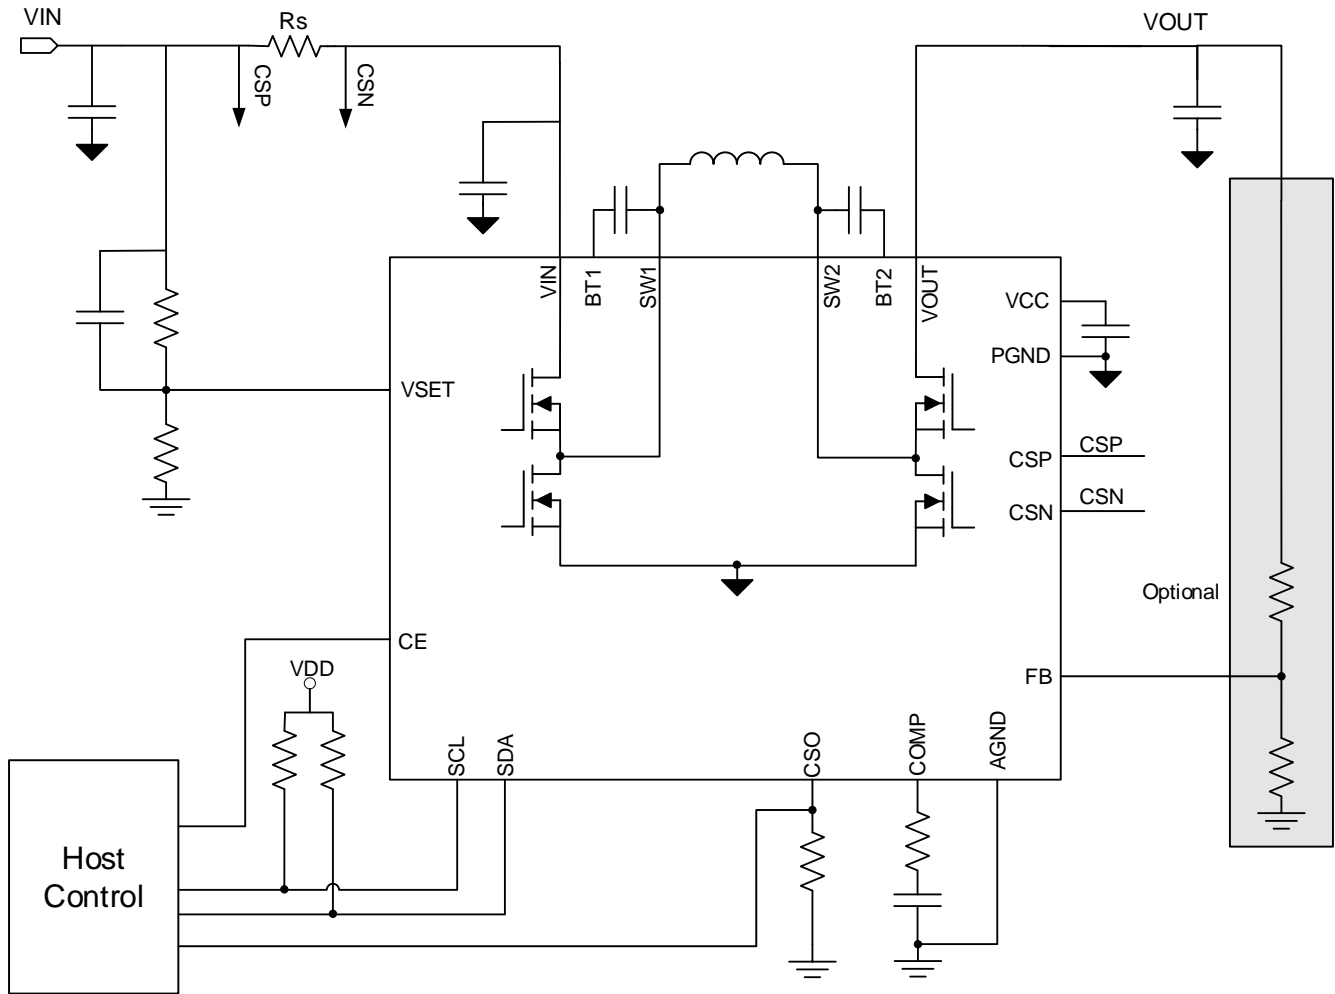 VIN
Rs
VOUT
CSP
CSN
VIN
BT1
SW1
SW2
BT2
VOUT
VCC
PGND
VSET
CSP
CSP
CSN
CSN
Optional
CE
VDD
FB
SCL
SDA
CSO
COMP
AGND
Host
Control